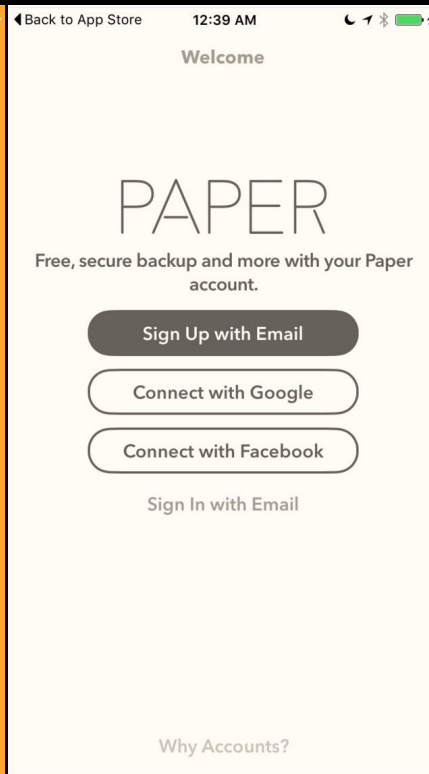 Back to App Store 12:39 AM
Welcome
PAPER
Free, secure backup and more with your Paper
account.
Sign Up with Email
Connect with Google
Connect with Facebook
Sign In with Email
Why Accounts?